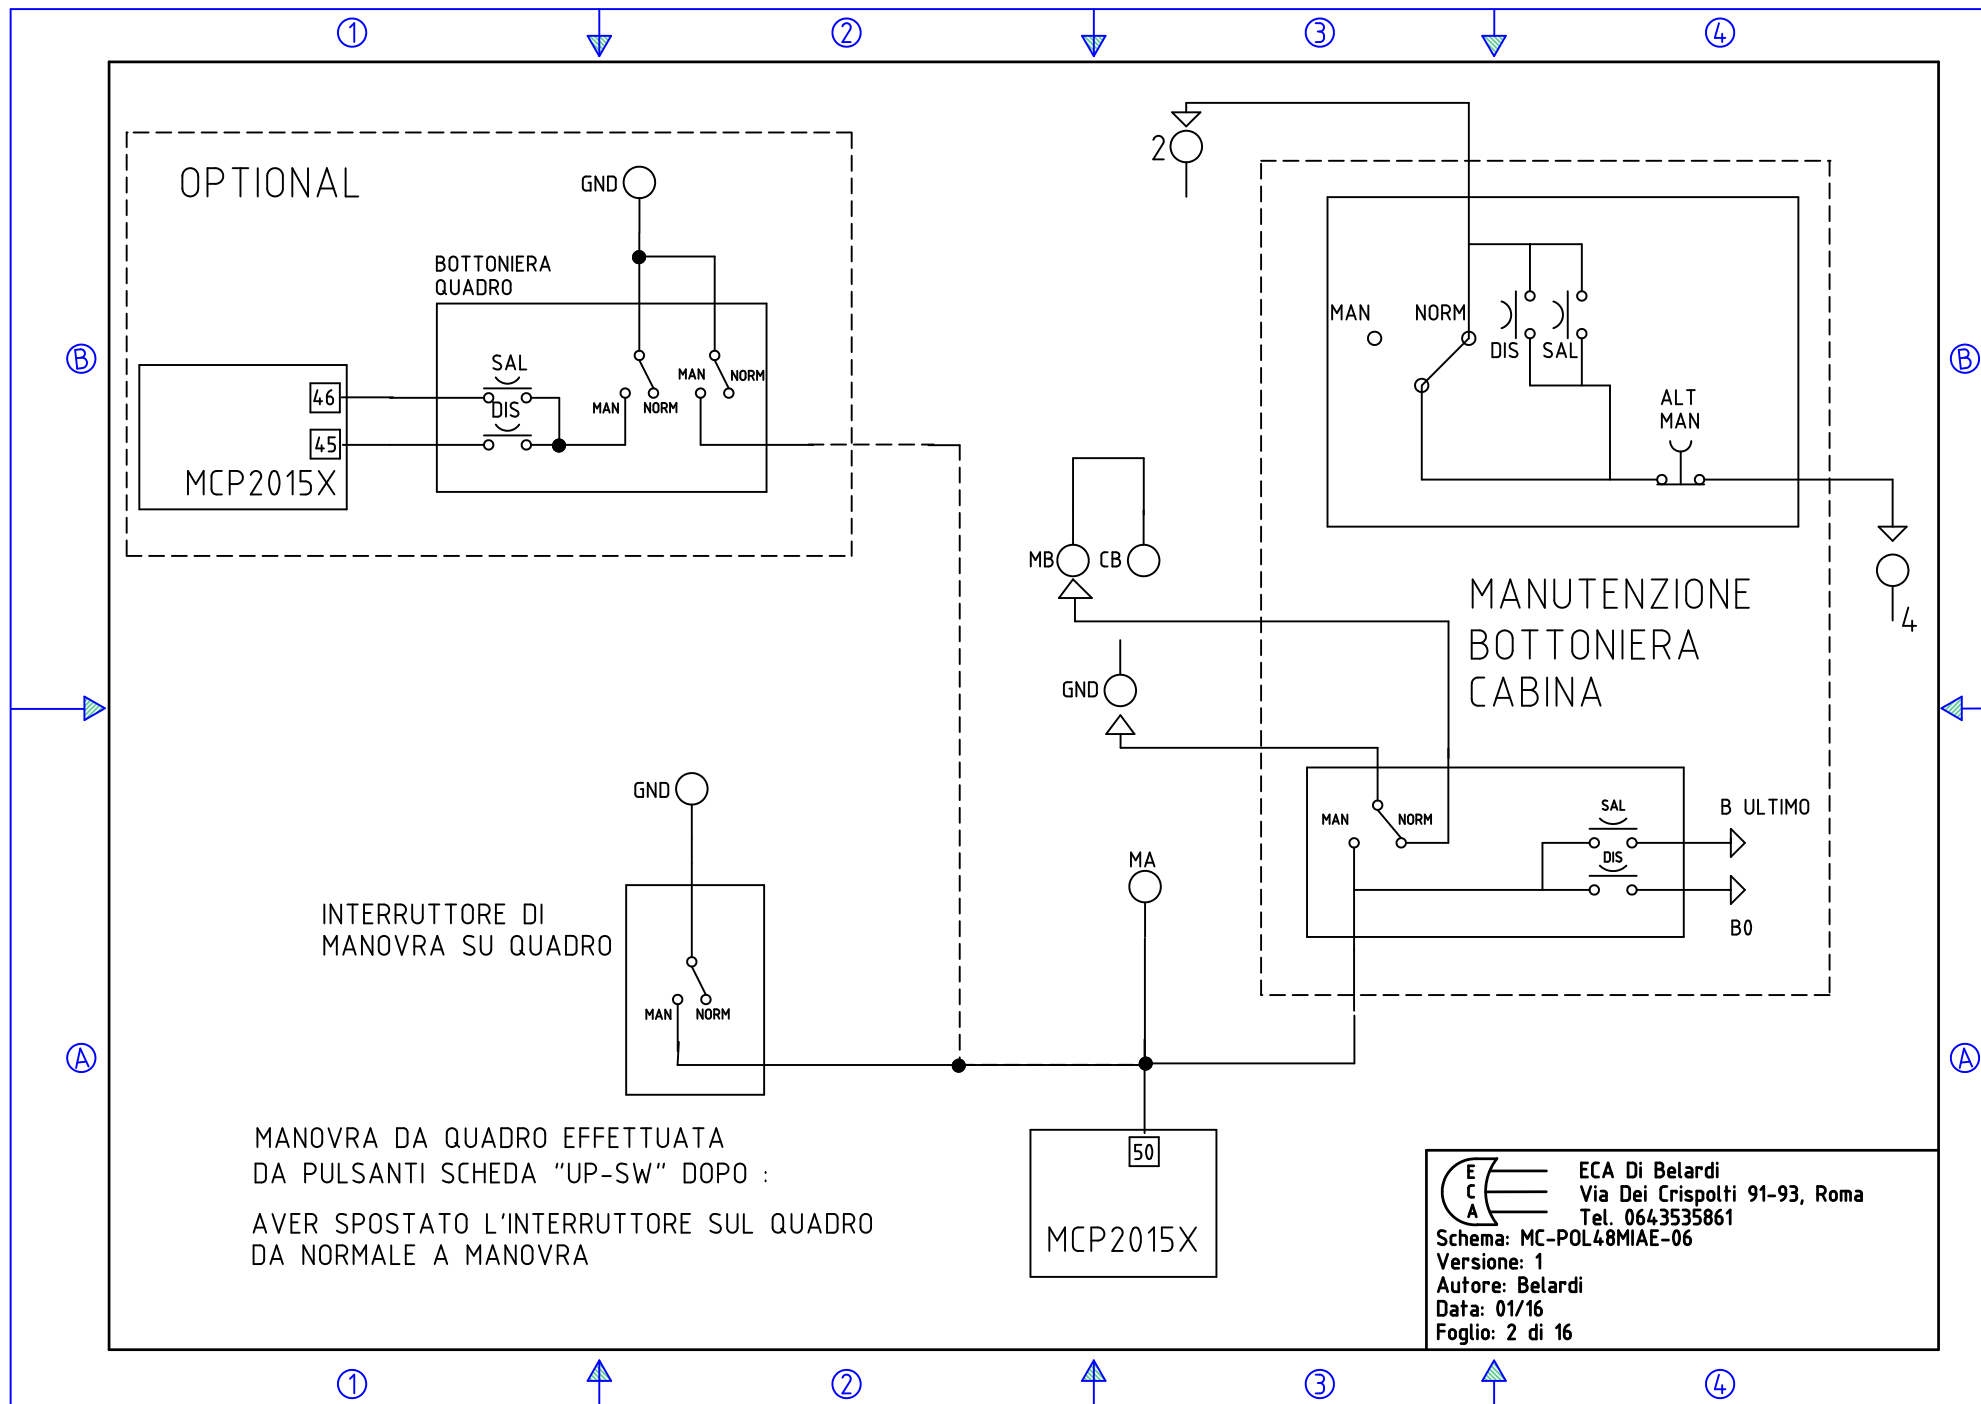 1
2
3
4
OPTIONAL
GND
BOTTONIERA
QUADRO
SAL
DIS
46
45
MCP2015X
MAN
NORM
MAN
NORM
2
MAN
NORM
DIS
SAL
ALT
MAN
4
B
B
MB
CB
MANUTENZIONE
BOTTONIERA
CABINA
GND
GND
MAN
NORM
SAL
DIS
B ULTIMO
B0
MA
INTERRUTTORE DI
MANOVRA SU QUADRO
MAN
NORM
A
A
MANOVRA DA QUADRO EFFETTUATA
DA PULSANTI SCHEDA "UP-SW" DOPO :
AVER SPOSTATO L'INTERRUTTORE SUL QUADRO
DA NORMALE A MANOVRA
50
MCP2015X
E
C
A
ECA Di Belardi
Via Dei Crispolti 91-93, Roma
Tel. 0643535861
Schema: MC-POL48MIAE-06
Versione: 1
Autore: Belardi
Data: 01/16
Foglio: 2 di 16
1
2
3
4